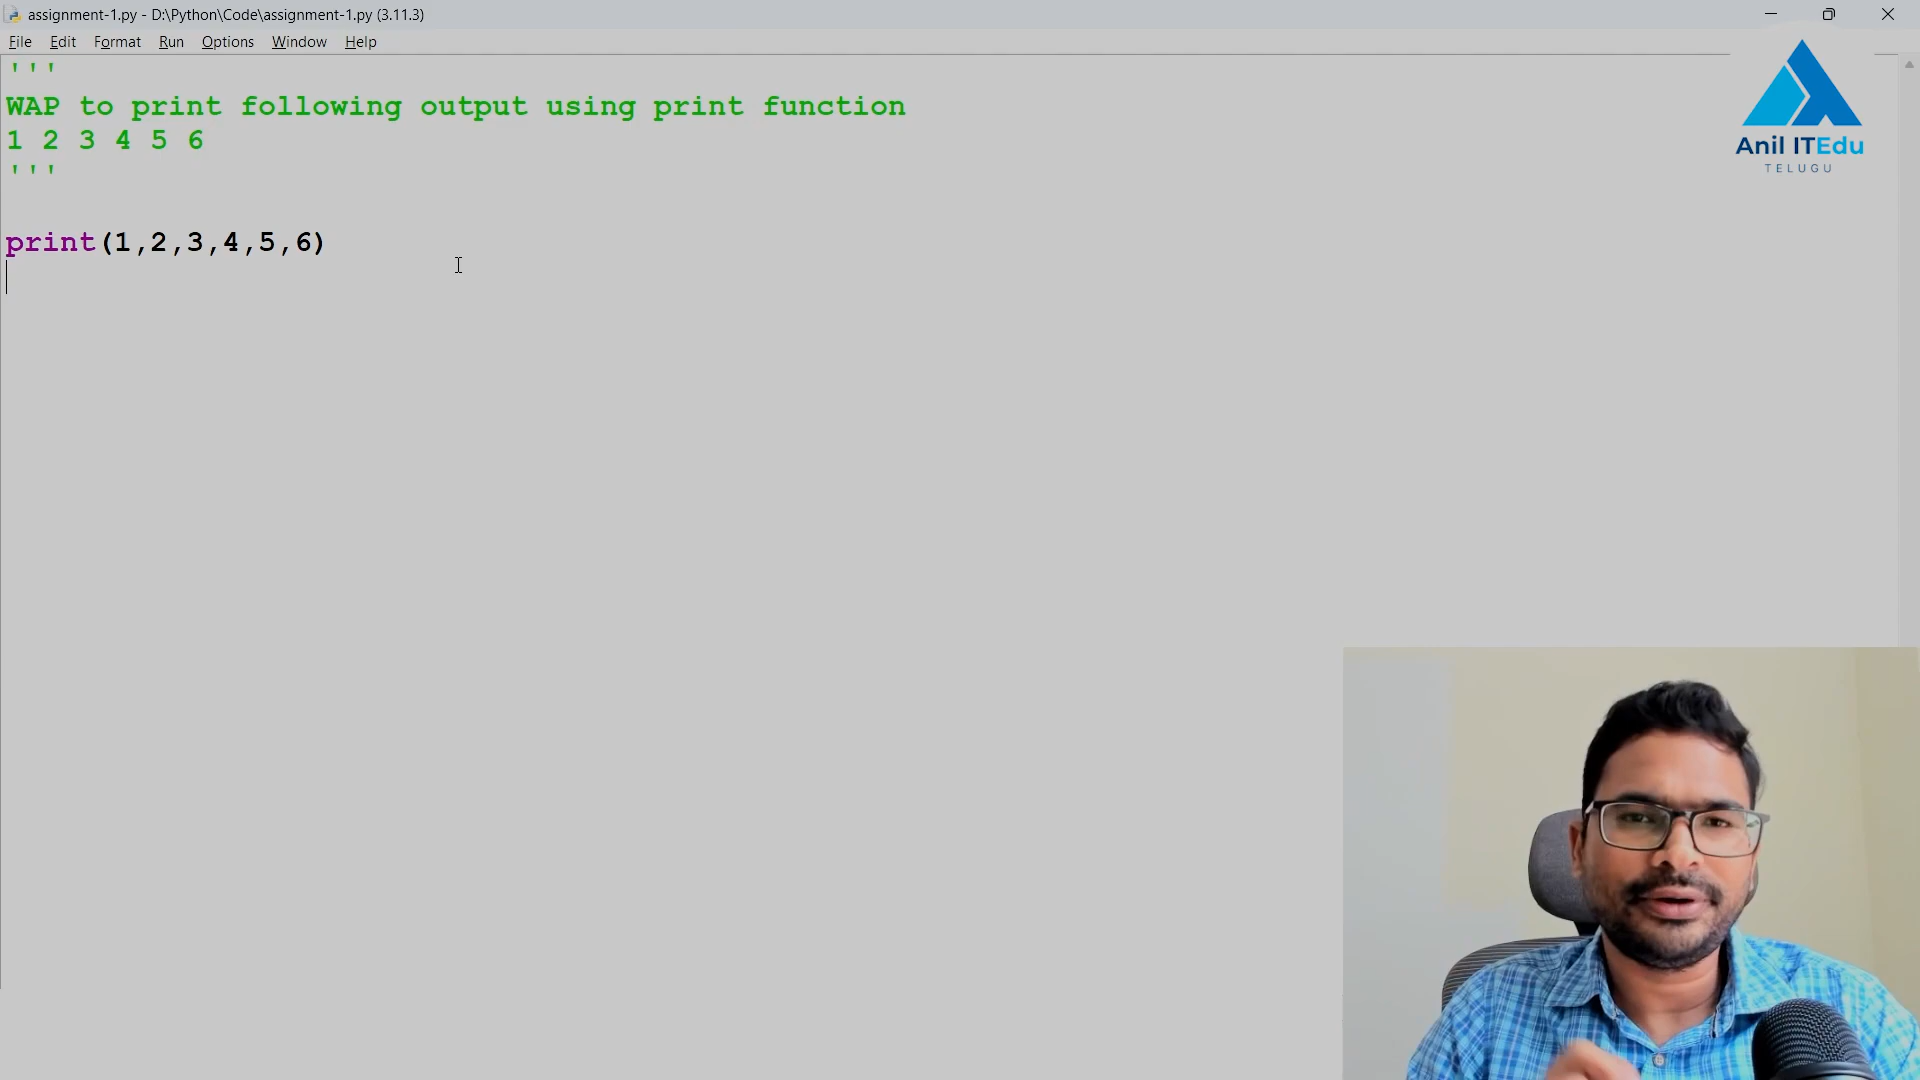 assignment-1.py - D:\Python\Code\assignment-1.py (3.11.3)
File Edit Format Run Options Window Help
'''
WAP to print following output using print function
1 2 3 4 5 6
'''
print(1,2,3,4,5,6)
Anil ITEdu
TELUGU